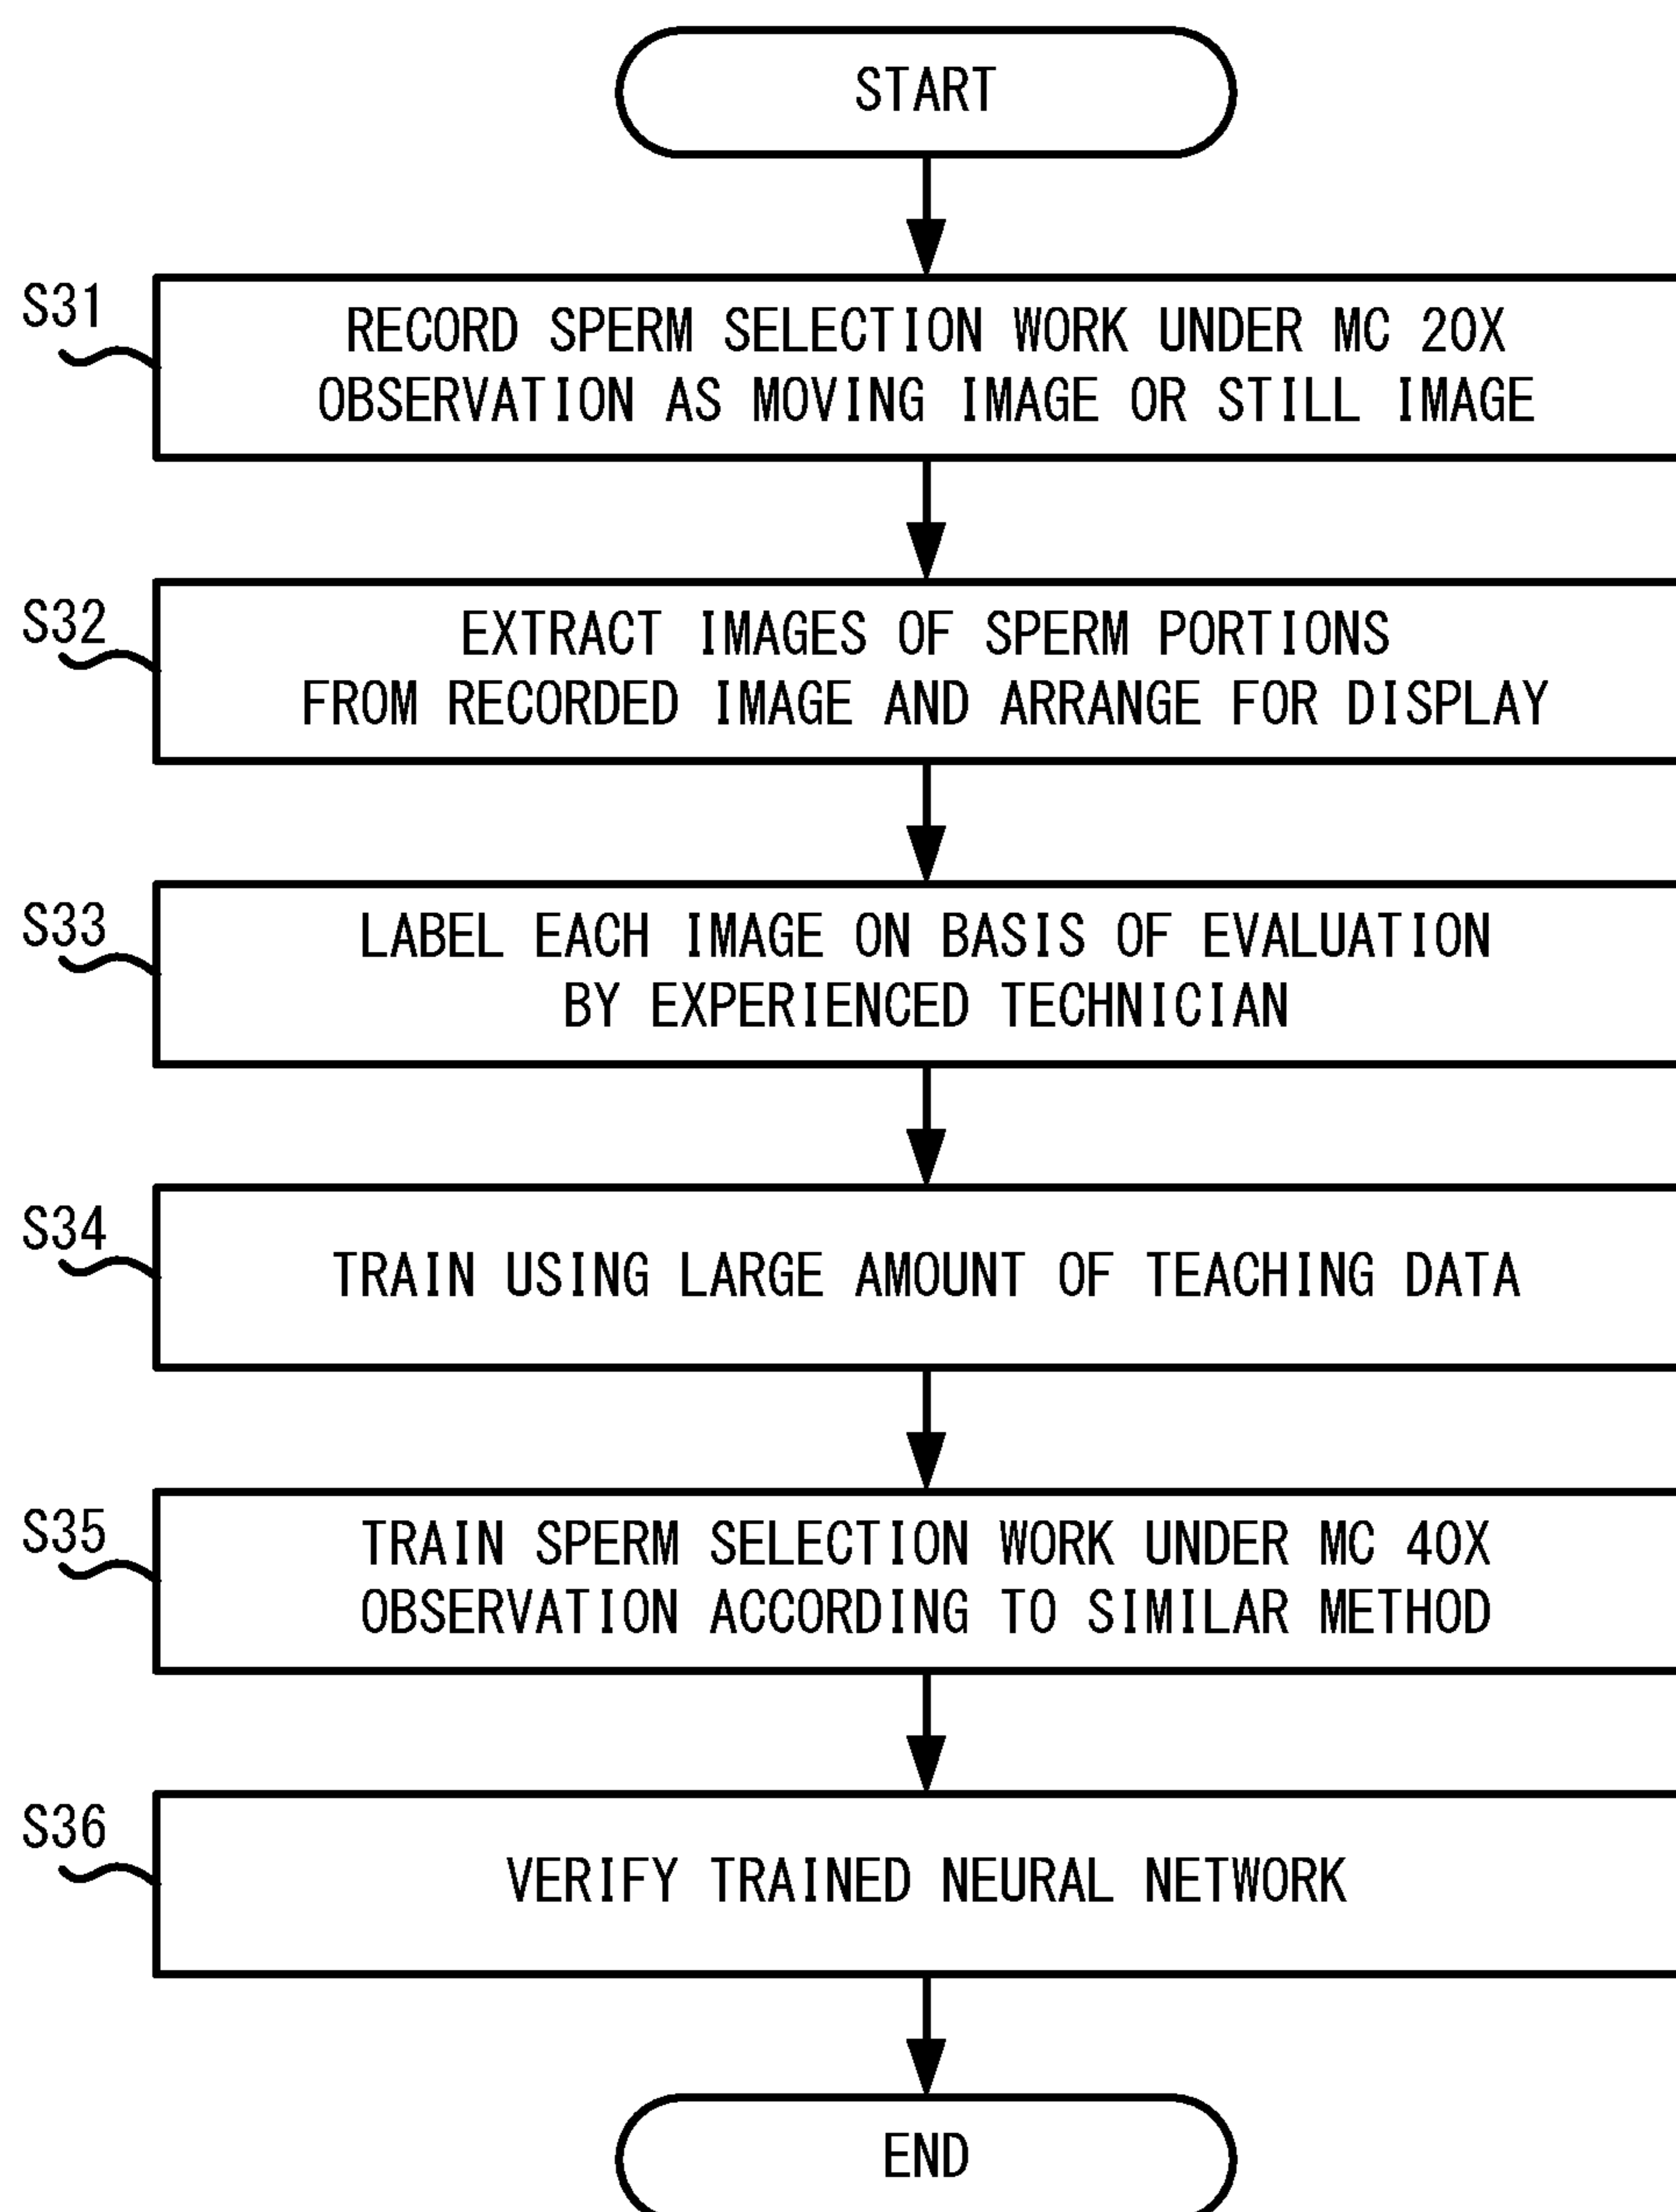 START
S31
RECORD SPERM SELECTION WORK UNDER MC 20X
OBSERVATION AS MOVING IMAGE OR STILL IMAGE
S32
EXTRACT IMAGES OF SPERM PORTIONS
FROM RECORDED IMAGE AND ARRANGE FOR DISPLAY
S33
LABEL EACH IMAGE ON BASIS OF EVALUATION
BY EXPERIENCED TECHNICIAN
S34
TRAIN USING LARGE AMOUNT OF TEACHING DATA
S35
TRAIN SPERM SELECTION WORK UNDER MC 40X
OBSERVATION ACCORDING TO SIMILAR METHOD
S36
VERIFY TRAINED NEURAL NETWORK
END